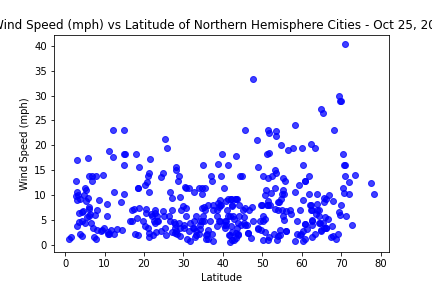 Wind Speed (mph) vs Latitude of Northern Hemisphere Cities - Oct 25, 20
Wind Speed (mph)
40
35
30
25
20
15
10
5
0
0 10 20 30 40 50 60 70 80
Latitude